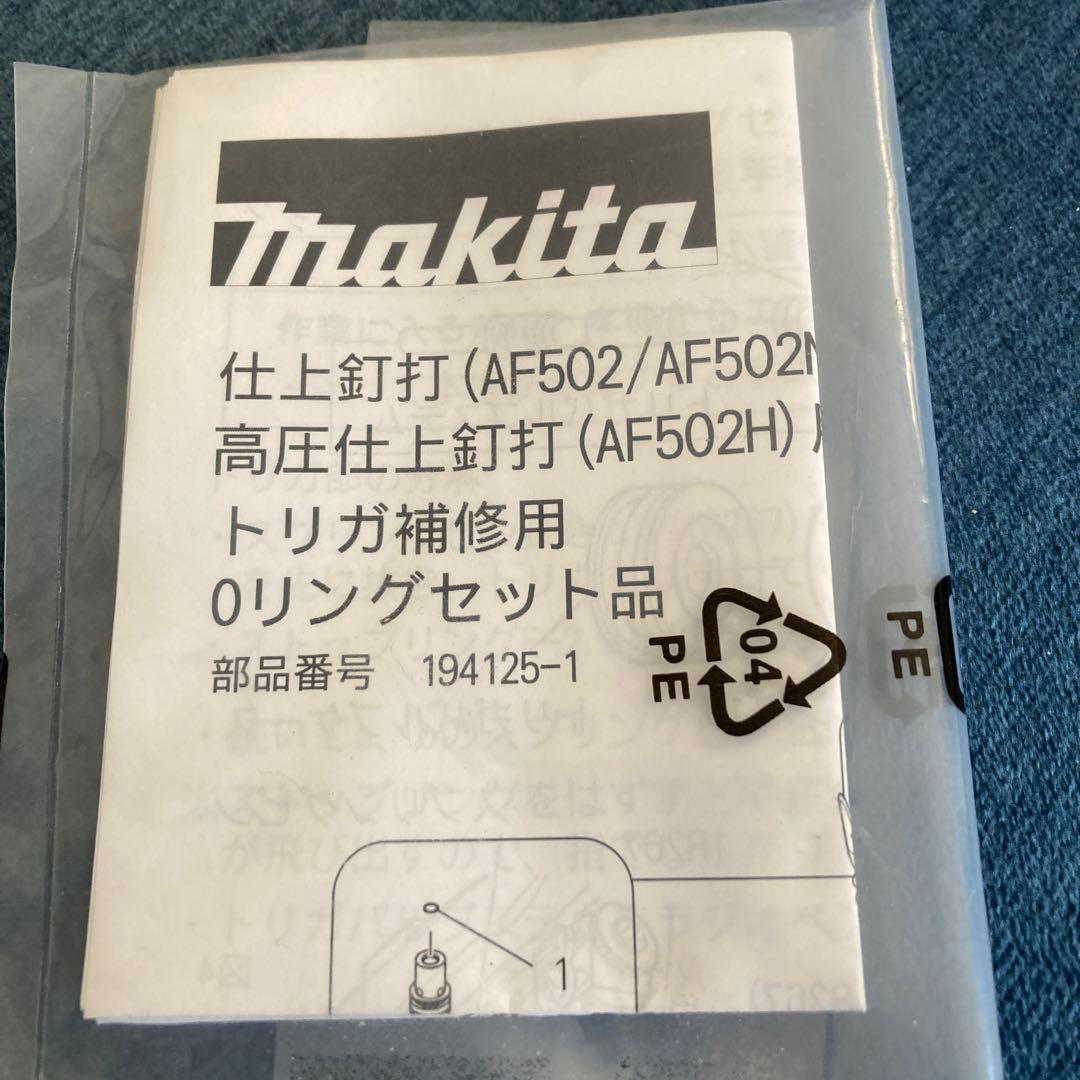 makita
仕上釘打(AF502/AF502N
高圧仕上釘打(AF502H)
トリガ補修用
Oリングセット品
部品番号 194125-1
04
PE
PE
1